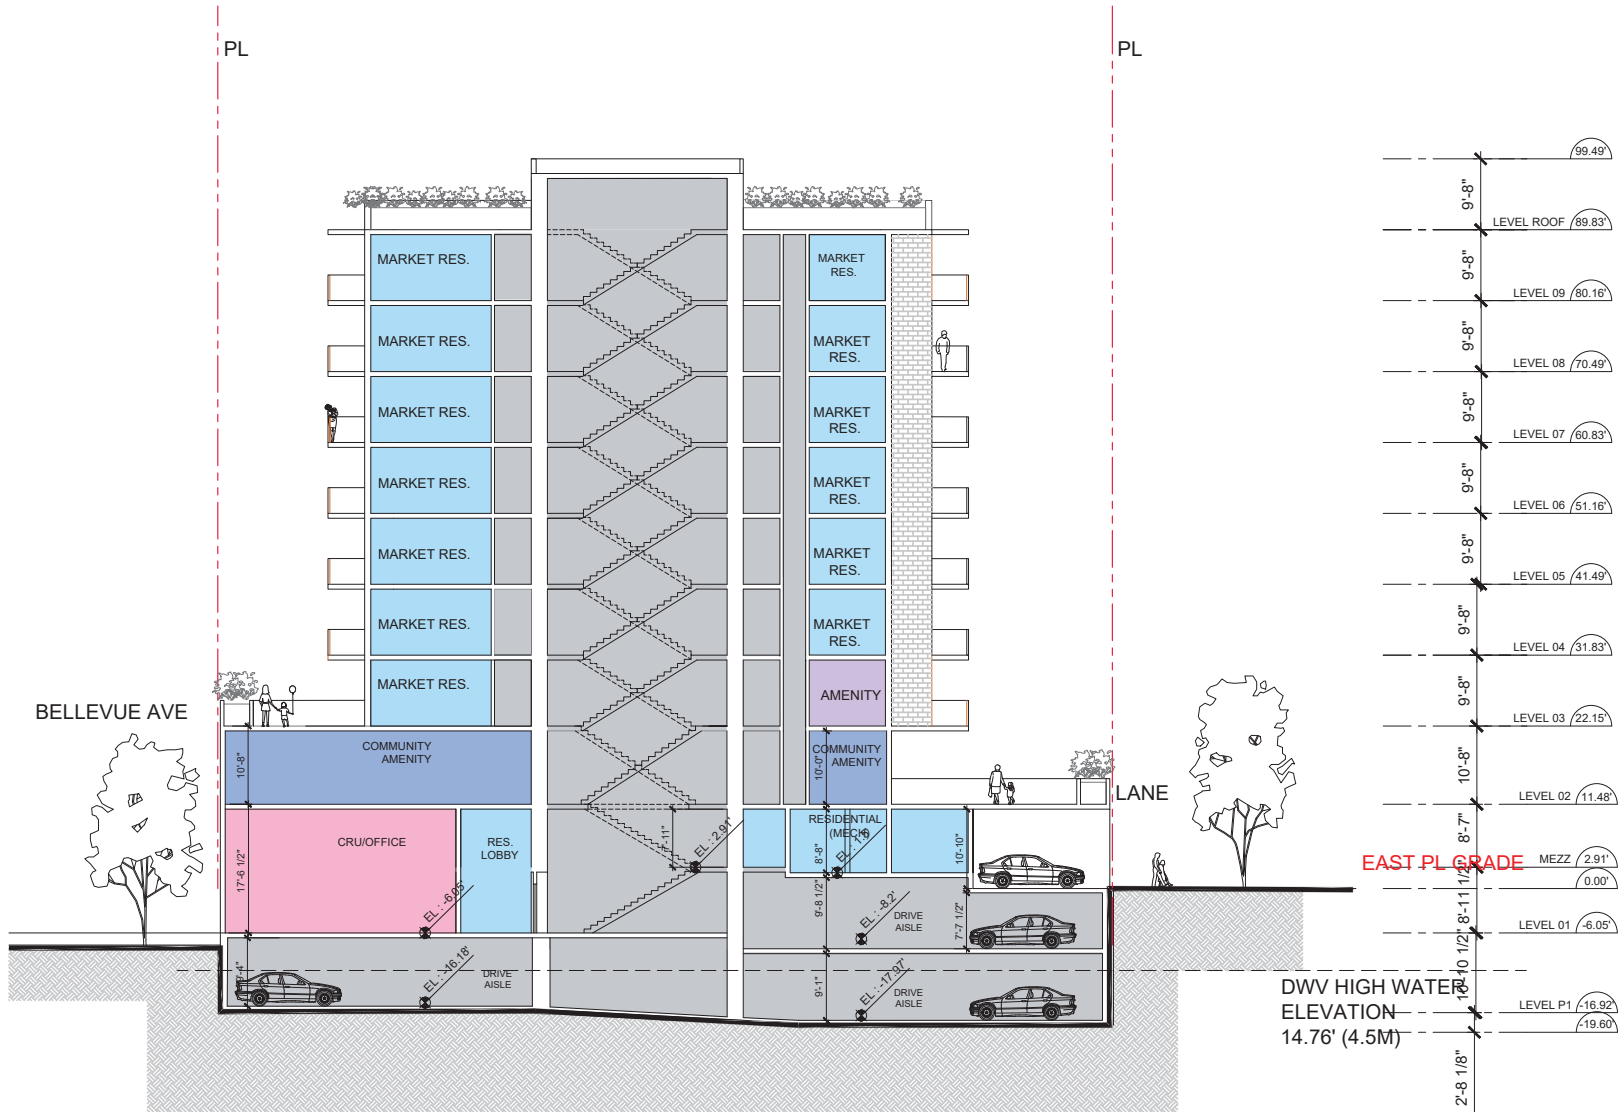 PL
PL
99.49'
9'-8"
LEVEL ROOF 89.83'
9'-8"
MARKET RES.
MARKET
RES.
LEVEL 09 80.16'
9'-8"
MARKET RES.
MARKET
RES.
LEVEL 08 70.49'
9'-8"
MARKET RES.
MARKET
RES.
LEVEL 07 60.83'
9'-8"
MARKET RES.
MARKET
RES.
LEVEL 06 51.16'
9'-8"
MARKET RES.
MARKET
RES.
LEVEL 05 41.49'
9'-8"
MARKET RES.
MARKET
RES.
LEVEL 04 31.83'
9'-8"
MARKET RES.
AMENITY
BELLEVUE AVE
LEVEL 03 22.15'
10'-8"
COMMUNITY
AMENITY
10'-0"
COMMUNITY
AMENITY
10'-8"
LANE
LEVEL 02 11.48'
8'-7"
17'-6 1/2"
CRU/OFFICE
RES.
LOBBY
EL : 2.91'
RESIDENTIAL
(MECH)
8'-8"
10'-10"
EAST PL GRADE
MEZZ 2.91'
0.00'
8'-11 1/2"
EL : -6.05'
9'-8 1/2"
EL : -8.2'
DRIVE
AISLE
7'-7 1/2"
LEVEL 01 -6.05'
10'-10 1/2"
EL : -16.18'
DRIVE
AISLE
9'-1"
EL : -17.97'
DRIVE
AISLE
DWV HIGH WATER
ELEVATION
14.76' (4.5M)
LEVEL P1 -16.92'
-19.60'
2'-8 1/8"